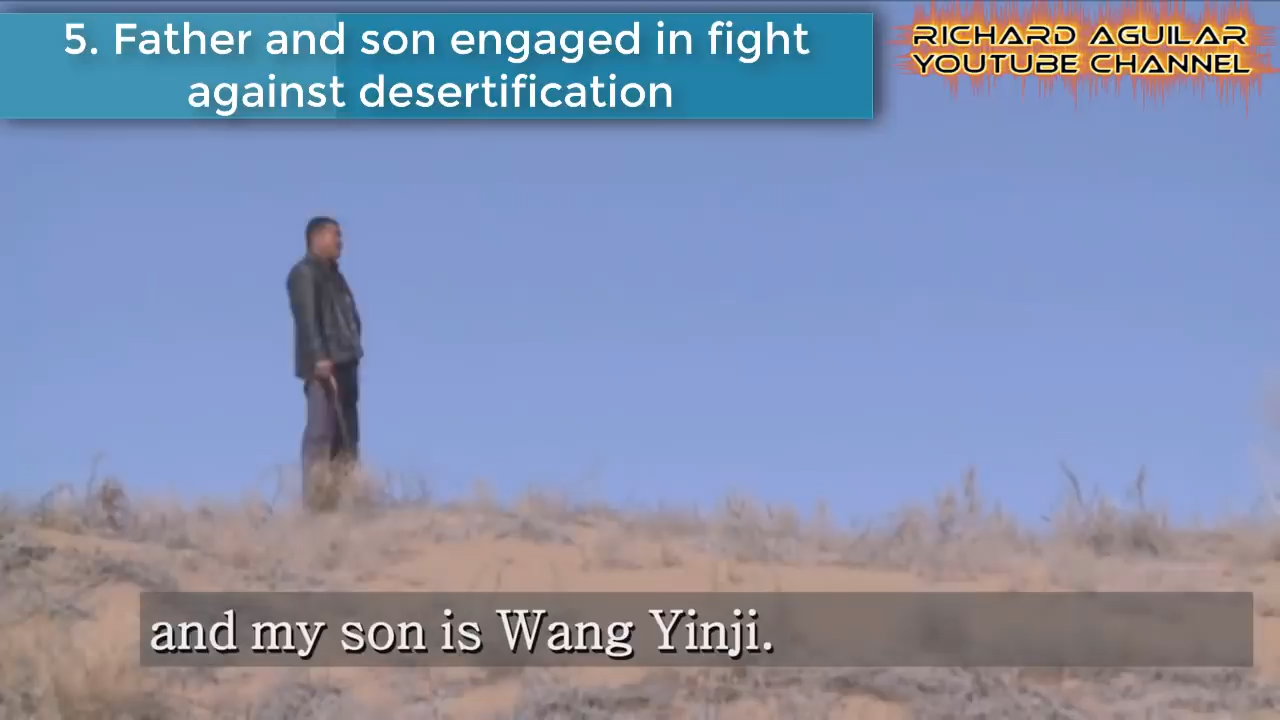 5. Father and son engaged in fight
against desertification
RICHARD AGUILAR
YOUTUBE CHANNEL
and my son is Wang Yinji.